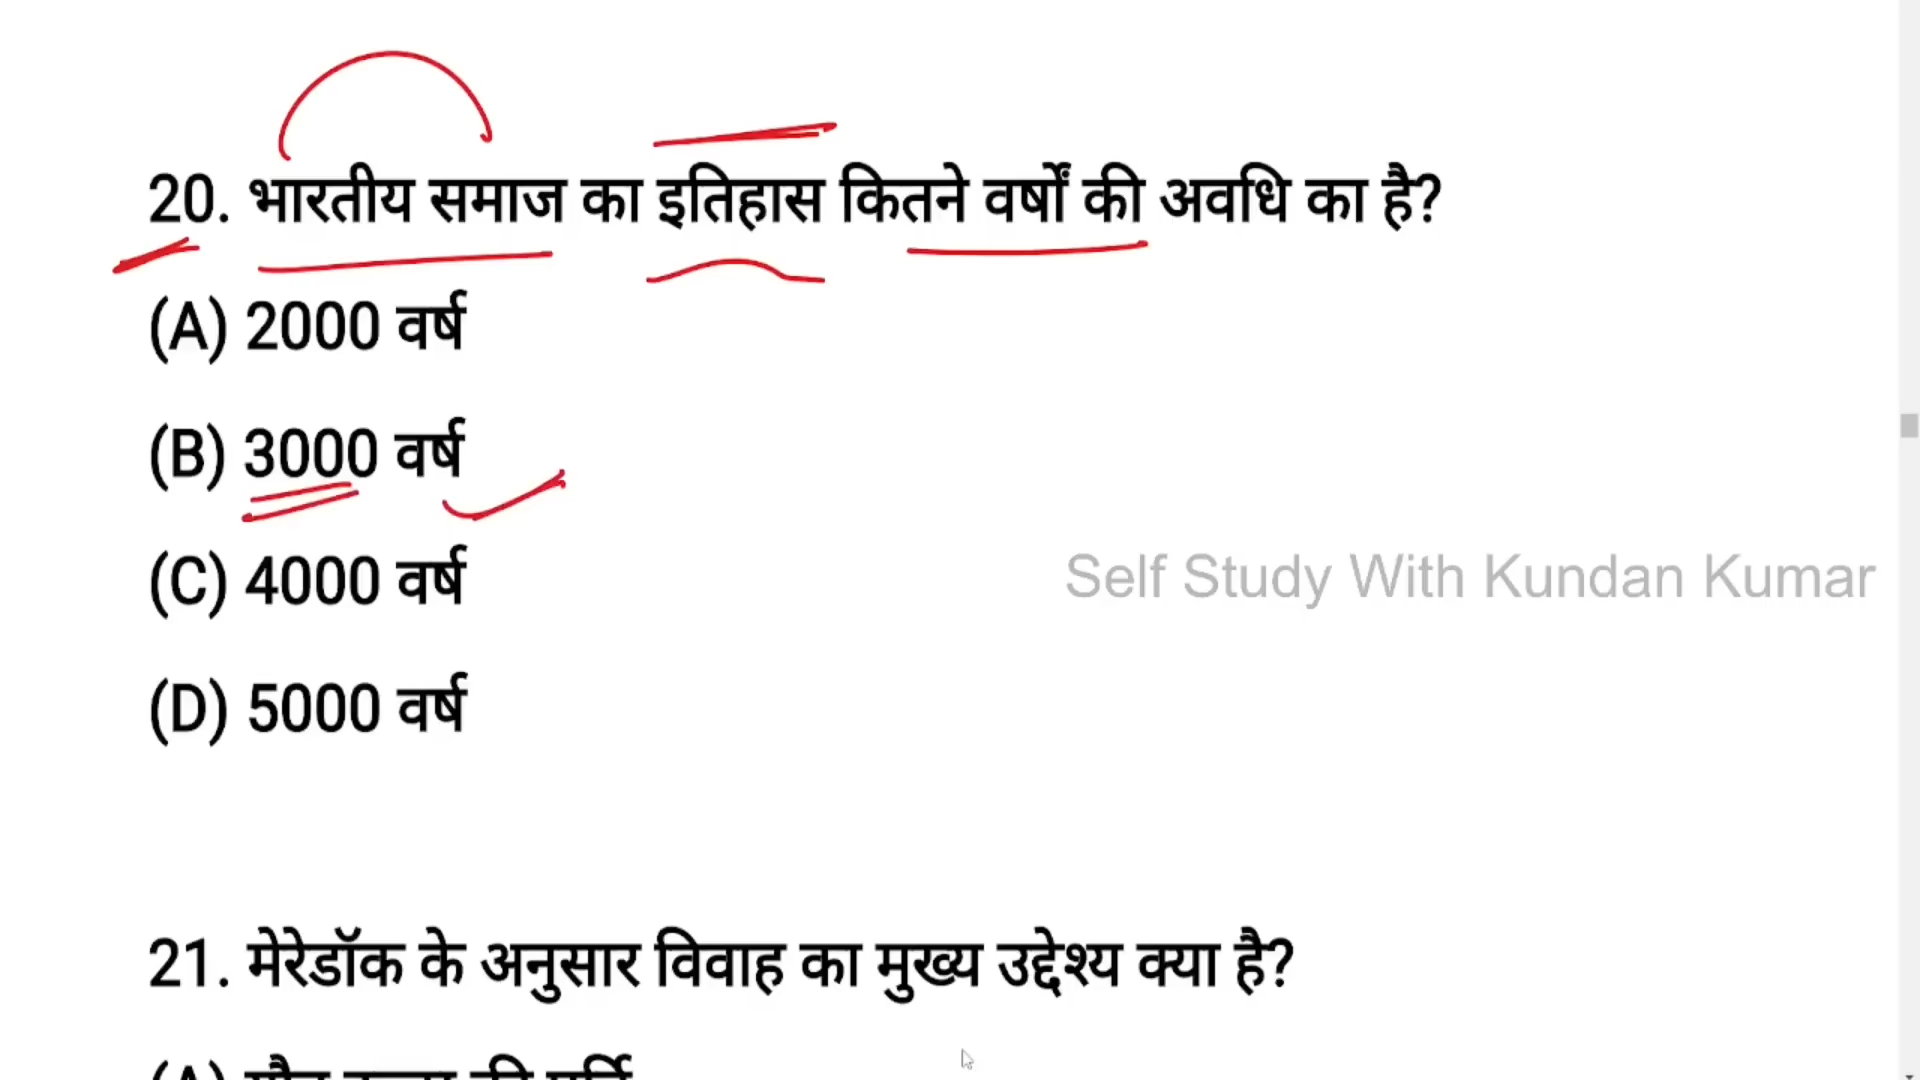 20. भारतीय समाज का इतिहास कितने वर्षों की अवधि का है?
(A) 2000 वर्ष
(B) 3000 वर्ष
(C) 4000 वर्ष
Self Study With Kundan Kumar
(D) 5000 वर्ष
21. मेरेडॉक के अनुसार विवाह का मुख्य उद्देश्य क्या है?